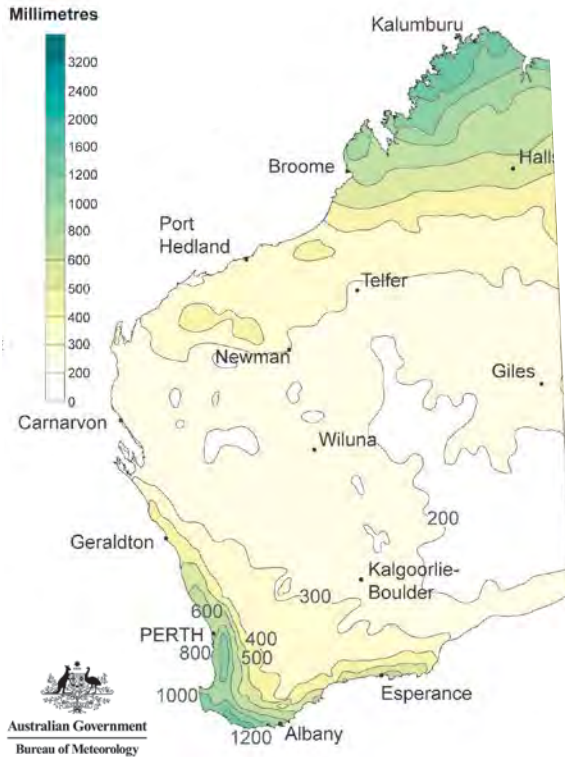 Millimetres
3200
2400
2000
1200
1000
800
600
500
400
300
200
0
Kalumburu
Broome
Halls
Port
Hedland
Telfer
Newman
Giles
Carnarvon
Wiluna
200
Geraldton
Kalgoorlie-
Boulder
300
600
PERTH
400
800
500
1000
Esperance
1200
Albany
Australian Government
Bureau of Meteorology